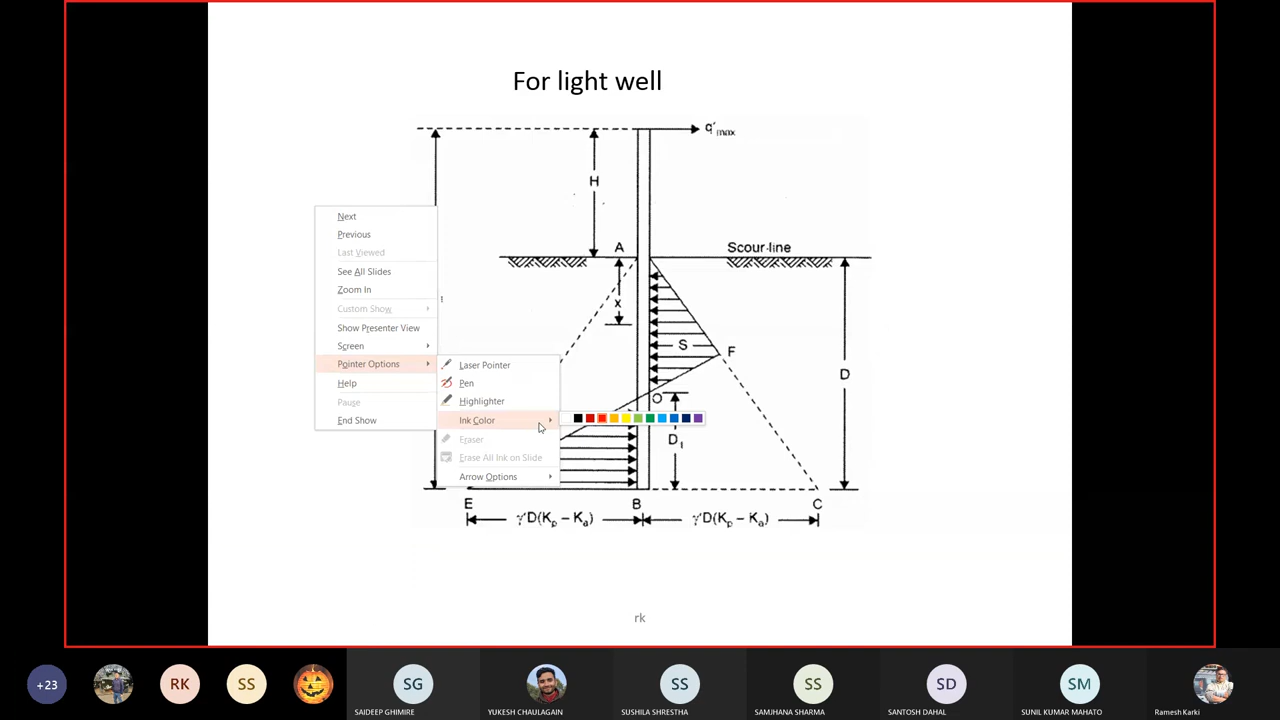 For light well
q'max
H
A
Scour line
x
S
F
D
O
D1
E
B
C
γ'D(Kp – Ka)
γ'D(Kp – Ka)
rk
Next
Previous
Last Viewed
See All Slides
Zoom In
Custom Show
Show Presenter View
Screen
Pointer Options
Help
Pause
End Show
Laser Pointer
Pen
Highlighter
Ink Color
Eraser
Erase All Ink on Slide
Arrow Options
+23
RK
SS
SG
SS
SS
SD
SM
SAIDEEP GHIMIRE
YUKESH CHAULAGAIN
SUSHILA SHRESTHA
SAMJHANA SHARMA
SANTOSH DAHAL
SUNIL KUMAR MAHATO
Ramesh Karki